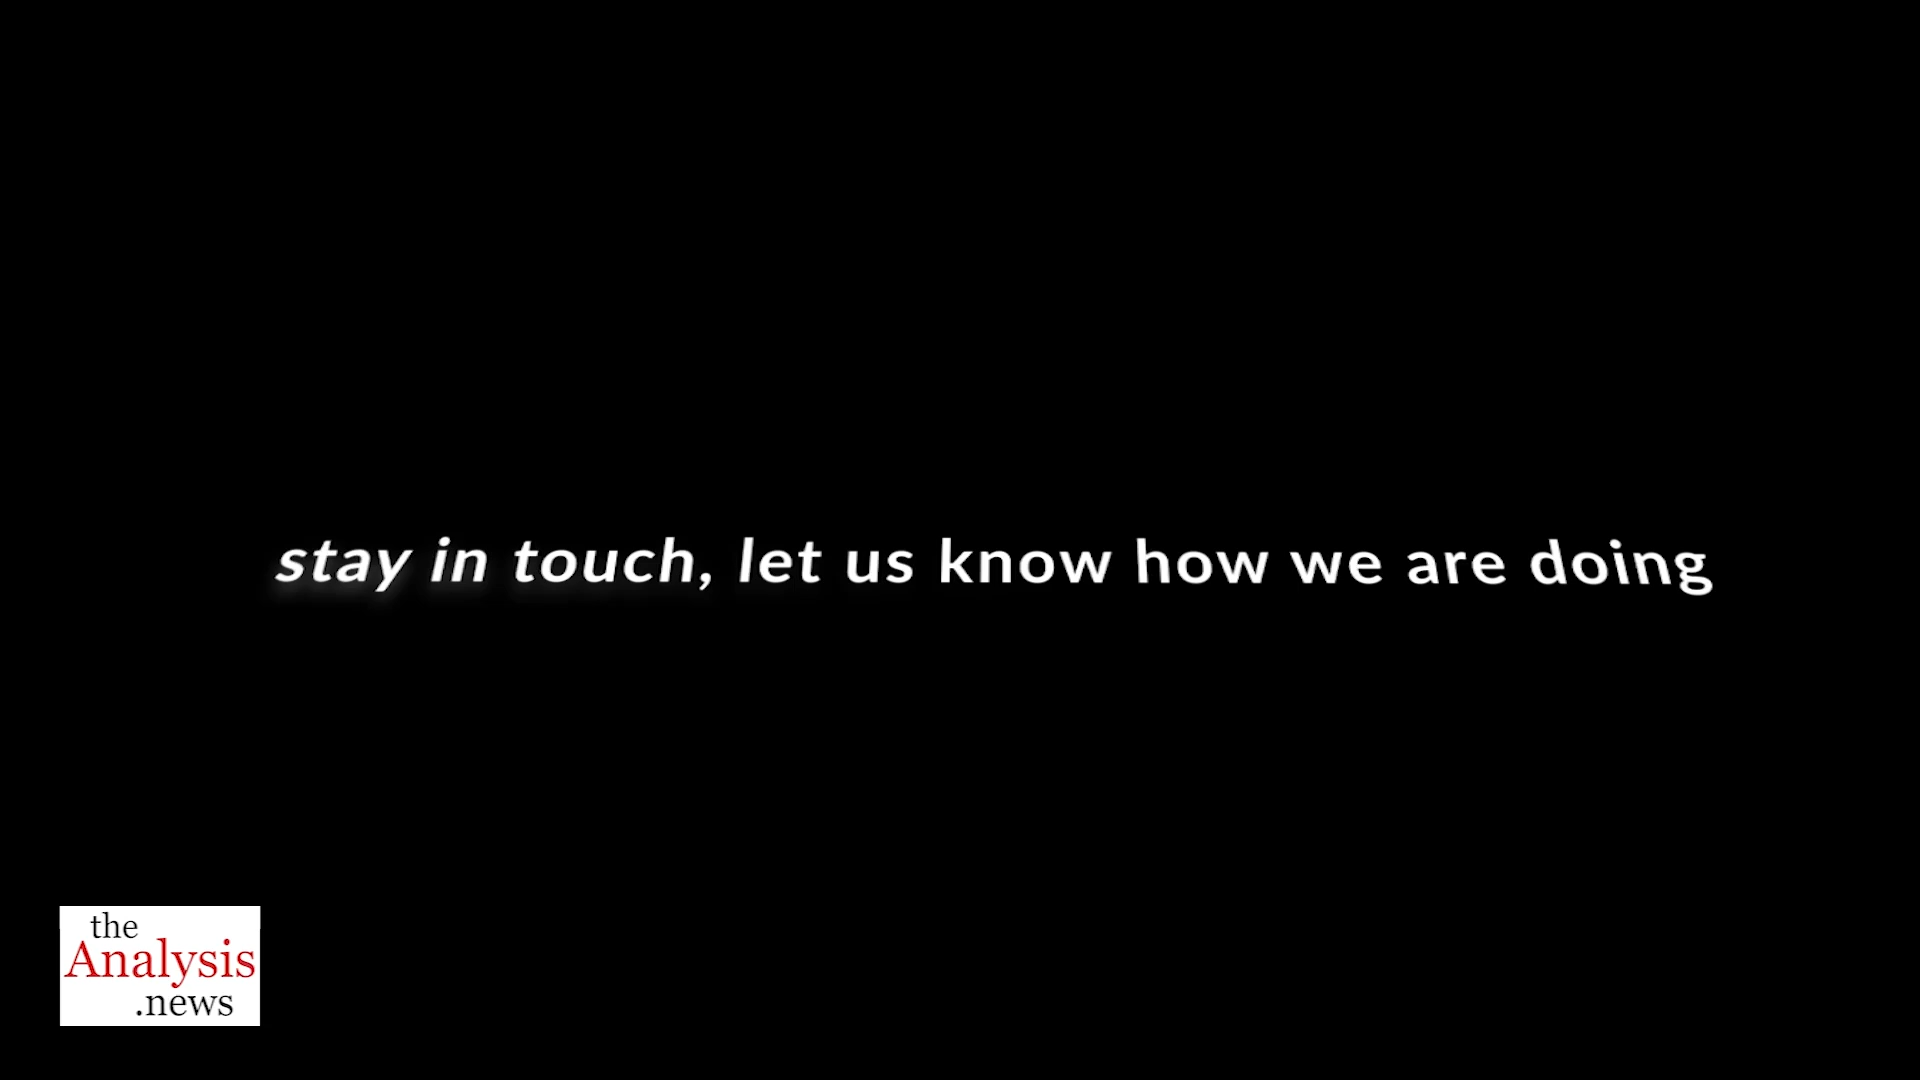 stay in touch, let us know how we are doing
the
Analysis
.news